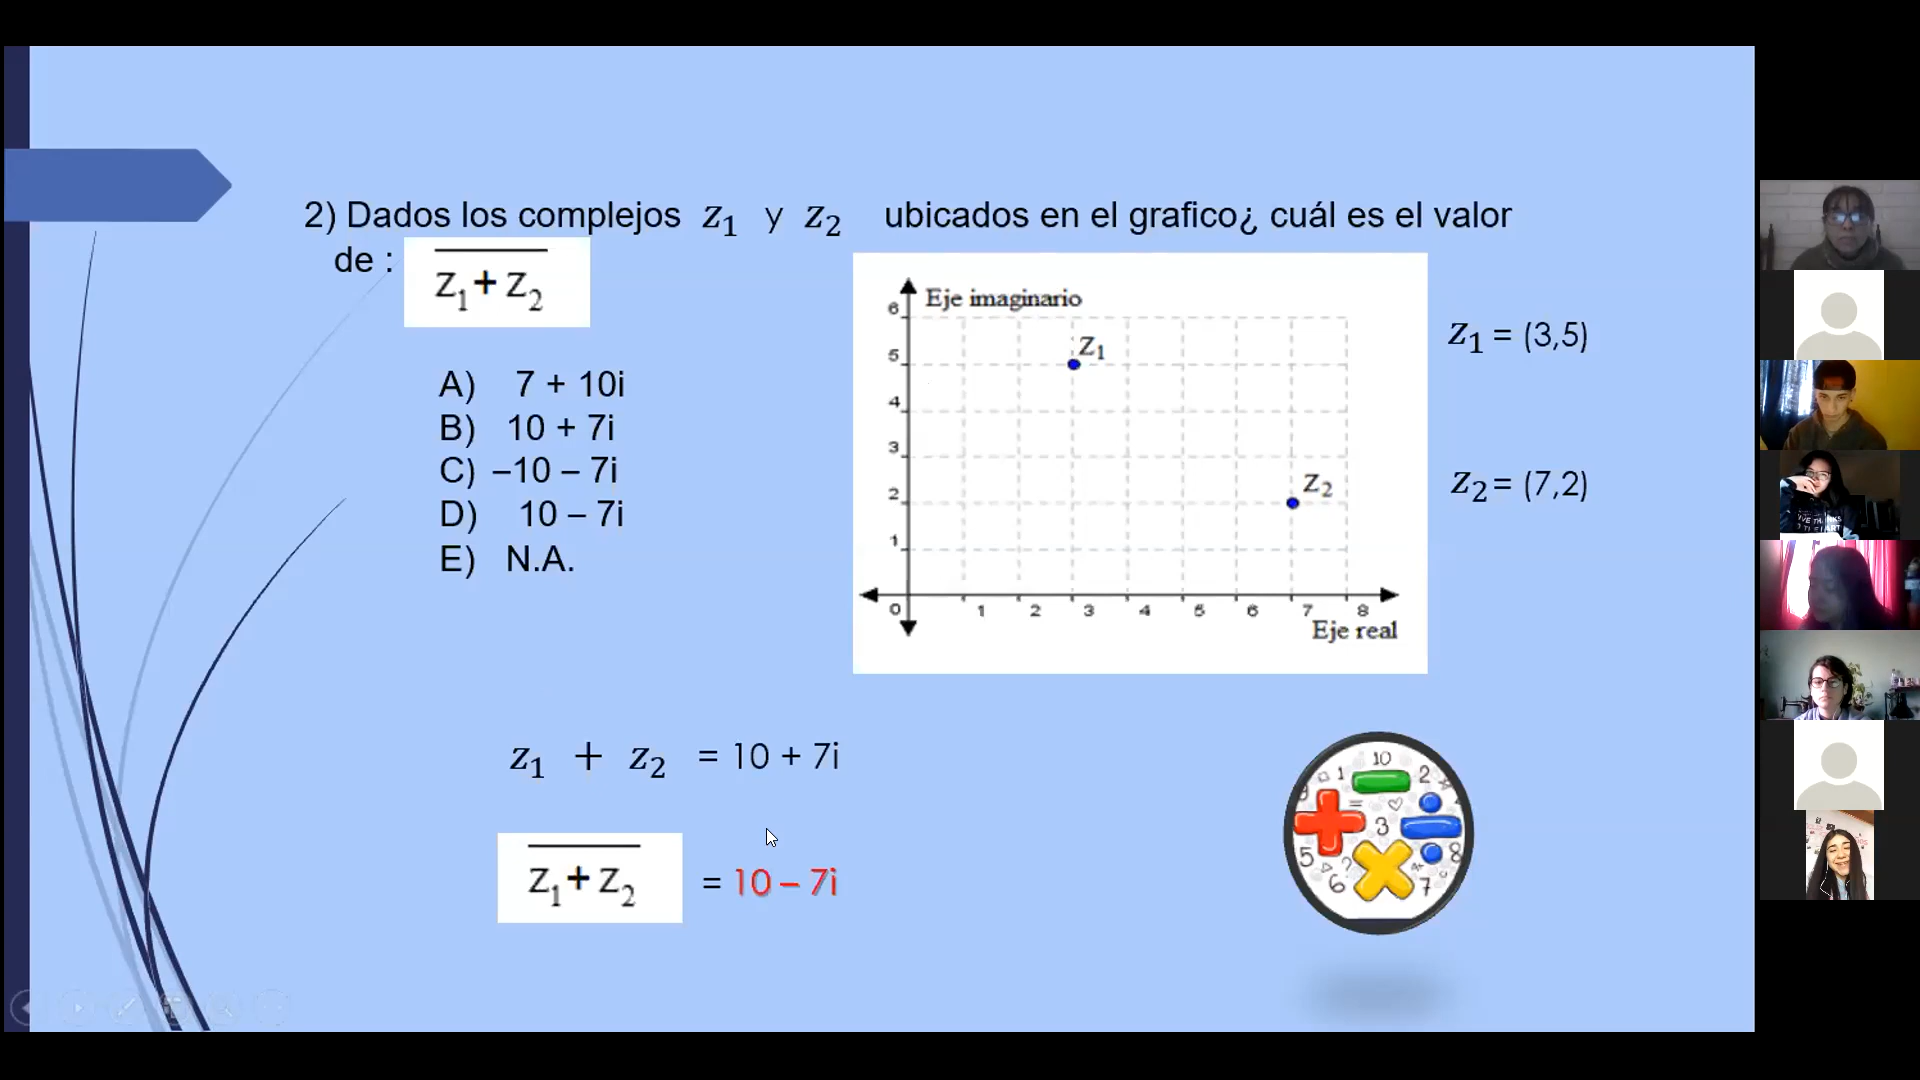 2) Dados los complejos z₁ y z₂ ubicados en el grafico¿ cuál es el valor
de : \overline{Z₁+ Z₂}
A) 7 + 10i
B) 10 + 7i
C) –10 – 7i
D) 10 – 7i
E) N.A.
Eje imaginario
6
5
4
3
2
1
0
1 2 3 4 5 6 7 8
Eje real
Z₁
Z₂
z₁ = (3,5)
z₂ = (7,2)
z₁ + z₂ = 10 + 7i
\overline{Z₁+ Z₂} = 10 – 7i
10
1
2
3
5
8
6
7